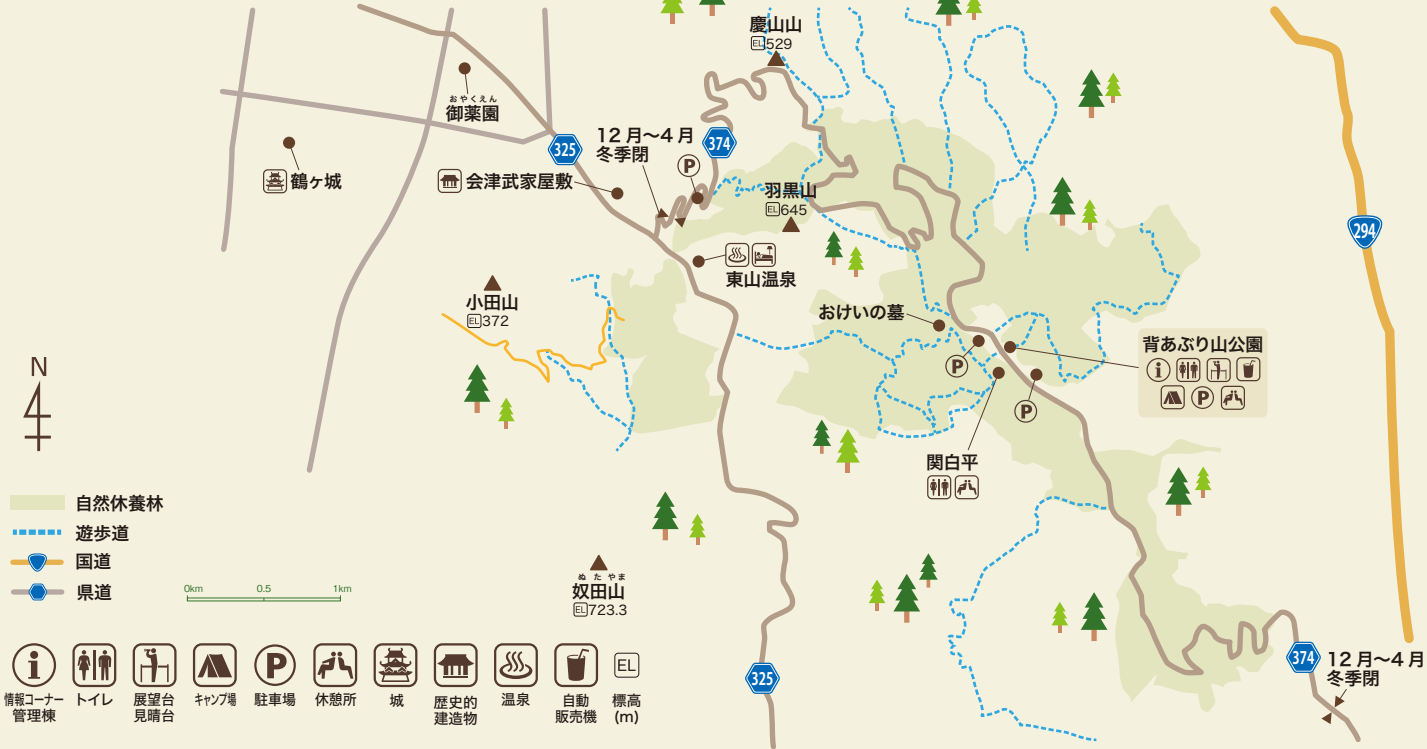 慶山山
EL529
おやくえん
御薬園
12月〜4月
冬季閉
374
325
P
鶴ヶ城
会津武家屋敷
羽黒山
EL645
294
東山温泉
小田山
EL372
おけいの墓
背あぶり山公園
i
P
P
P
関白平
N
自然休養林
遊歩道
国道
県道
0km 0.5 1km
ぬたやま
奴田山
EL723.3
325
374
12月〜4月
冬季閉
i
P
EL
情報コーナー
管理棟
トイレ
展望台
見晴台
キャンプ場
駐車場
休憩所
城
歴史的
建造物
温泉
自動
販売機
標高
(m)